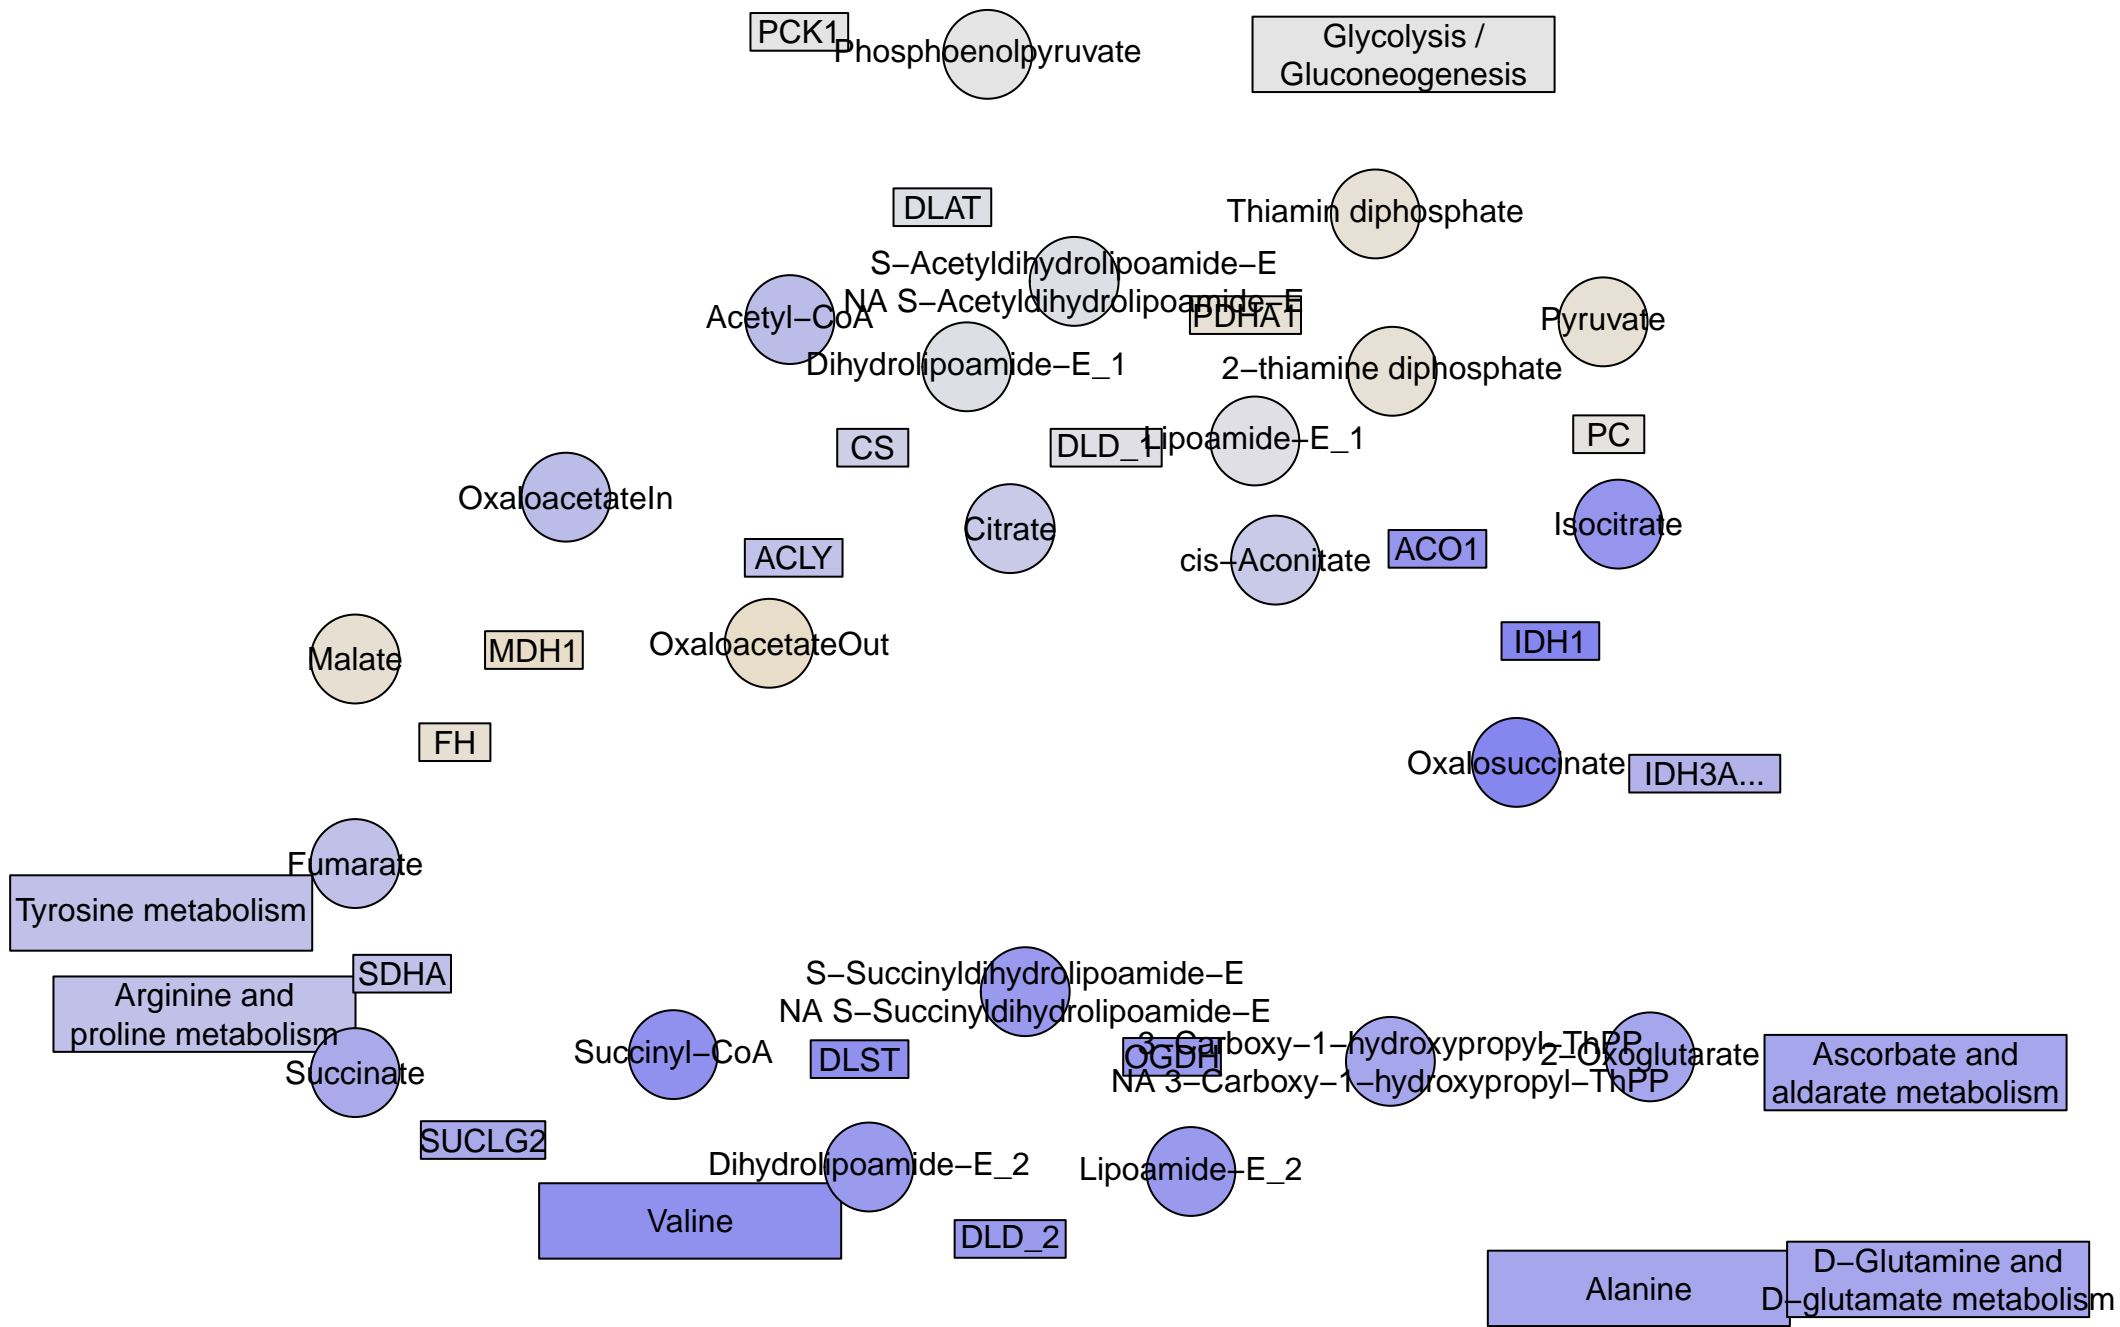 PCK1
Phosphoenolpyruvate
Glycolysis /
Gluconeogenesis
DLAT
Thiamin diphosphate
S−Acetyldihydrolipoamide−E
NA S−Acetyldihydrolipoamide−E
Acetyl−CoA
PDHA1
Pyruvate
Dihydrolipoamide−E_1
2−thiamine diphosphate
CS
DLD_1
Lipoamide−E_1
PC
OxaloacetateIn
Citrate
Isocitrate
ACLY
cis−Aconitate
ACO1
Malate
MDH1
OxaloacetateOut
IDH1
FH
Oxalosuccinate
IDH3A...
Fumarate
Tyrosine metabolism
SDHA
Arginine and
proline metabolism
S−Succinyldihydrolipoamide−E
NA S−Succinyldihydrolipoamide−E
Succinate
Succinyl−CoA
DLST
OGDH
3−Carboxy−1−hydroxypropyl−ThPP
NA 3−Carboxy−1−hydroxypropyl−ThPP
2−Oxoglutarate
Ascorbate and
aldarate metabolism
SUCLG2
Dihydrolipoamide−E_2
Lipoamide−E_2
Valine
DLD_2
Alanine
D−Glutamine and
D−glutamate metabolism